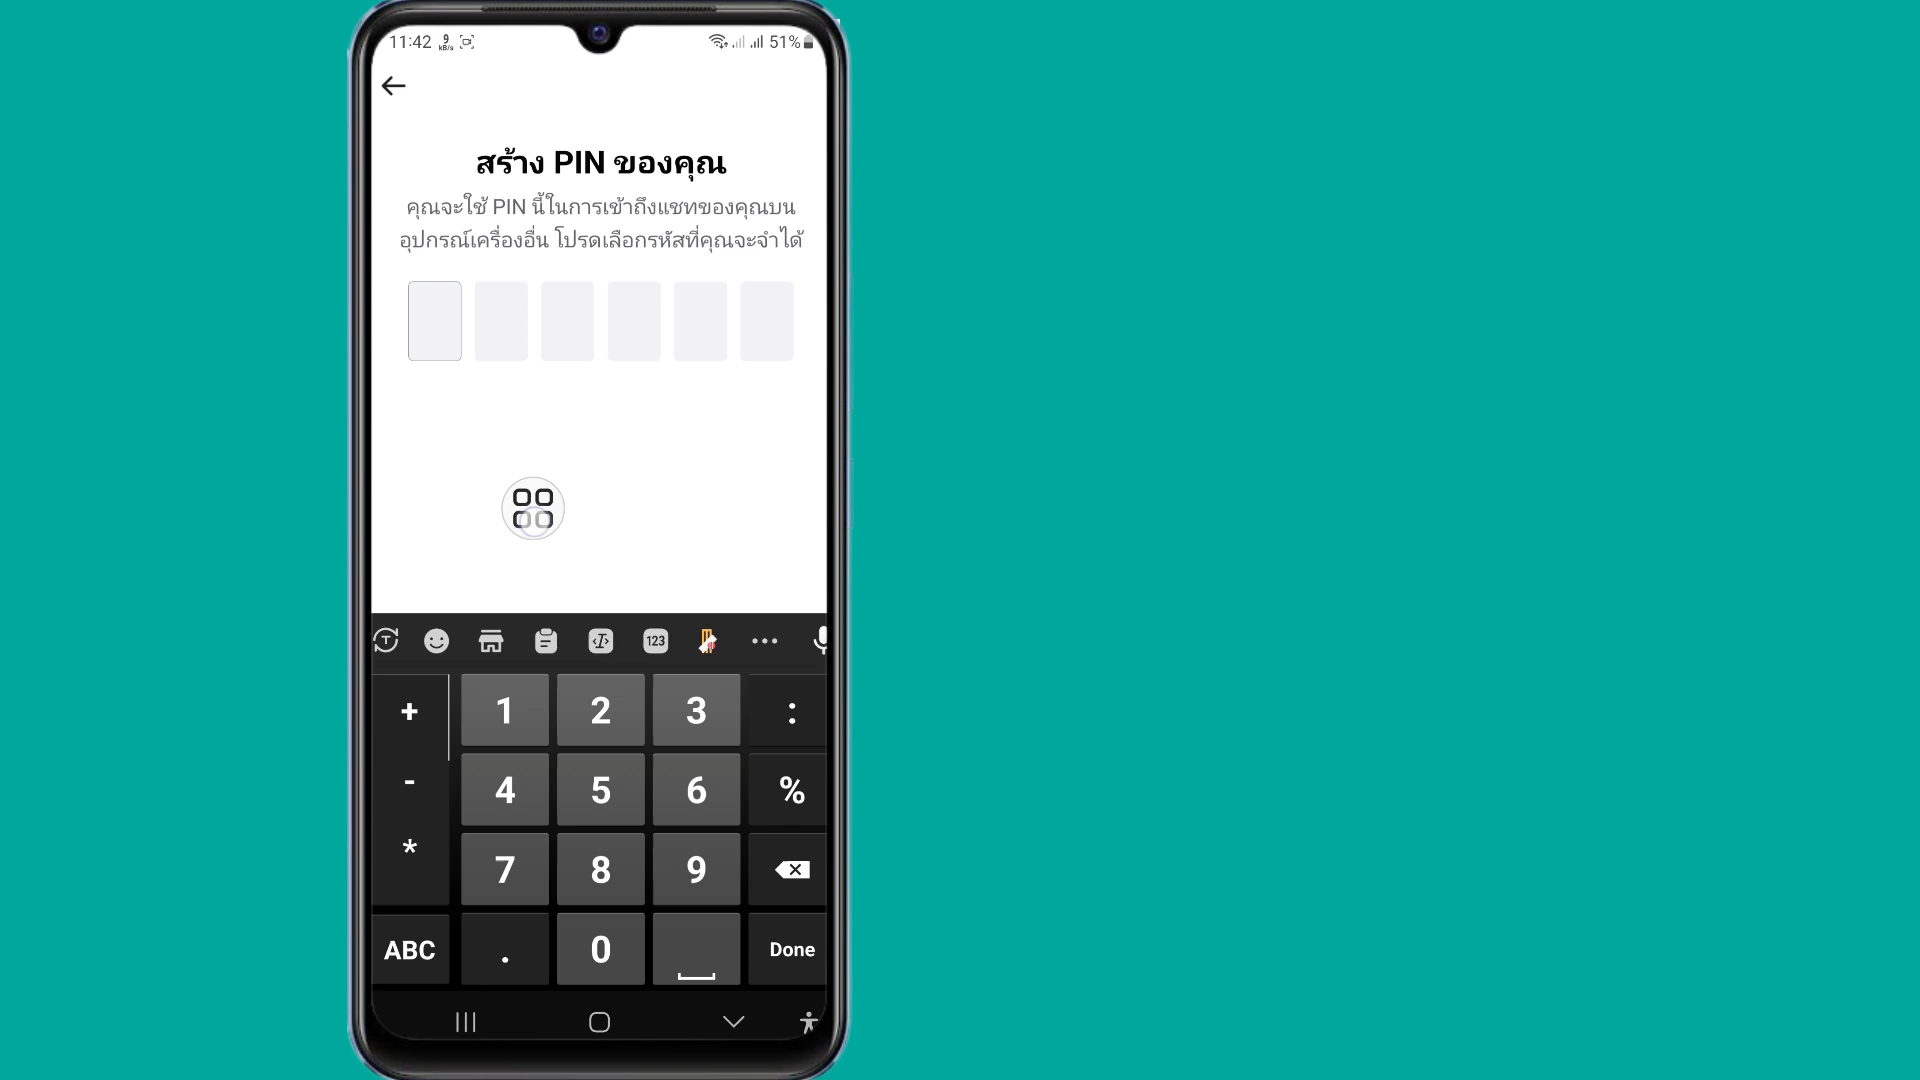 11:42 9 kB/s 51%
สร้าง PIN ของคุณ
คุณจะใช้ PIN นี้ในการเข้าถึงแชทของคุณบน
อุปกรณ์เครื่องอื่น โปรดเลือกรหัสที่คุณจะจำได้
T T 123
+ 1 2 3 :
- 4 5 6 %
* 7 8 9
ABC . 0 Done